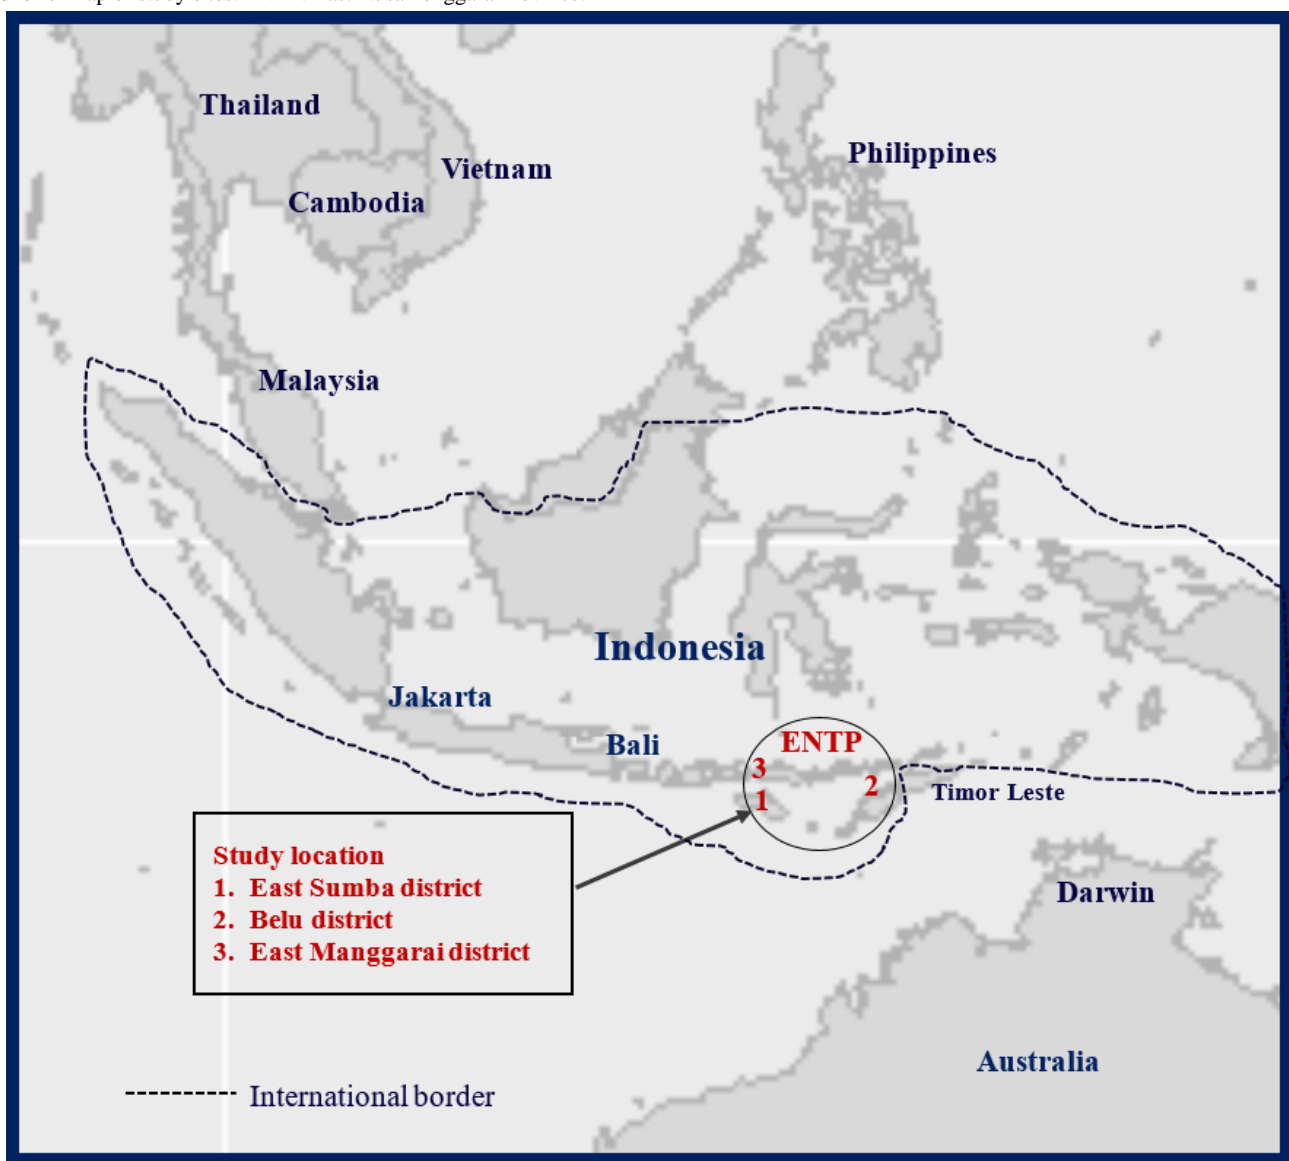 Thailand
Vietnam
Cambodia
Philippines
Malaysia
Indonesia
Jakarta
Bali
ENTP
3
1
2
Timor Leste
Study location
1. East Sumba district
2. Belu district
3. East Manggarai district
Darwin
Australia
International border